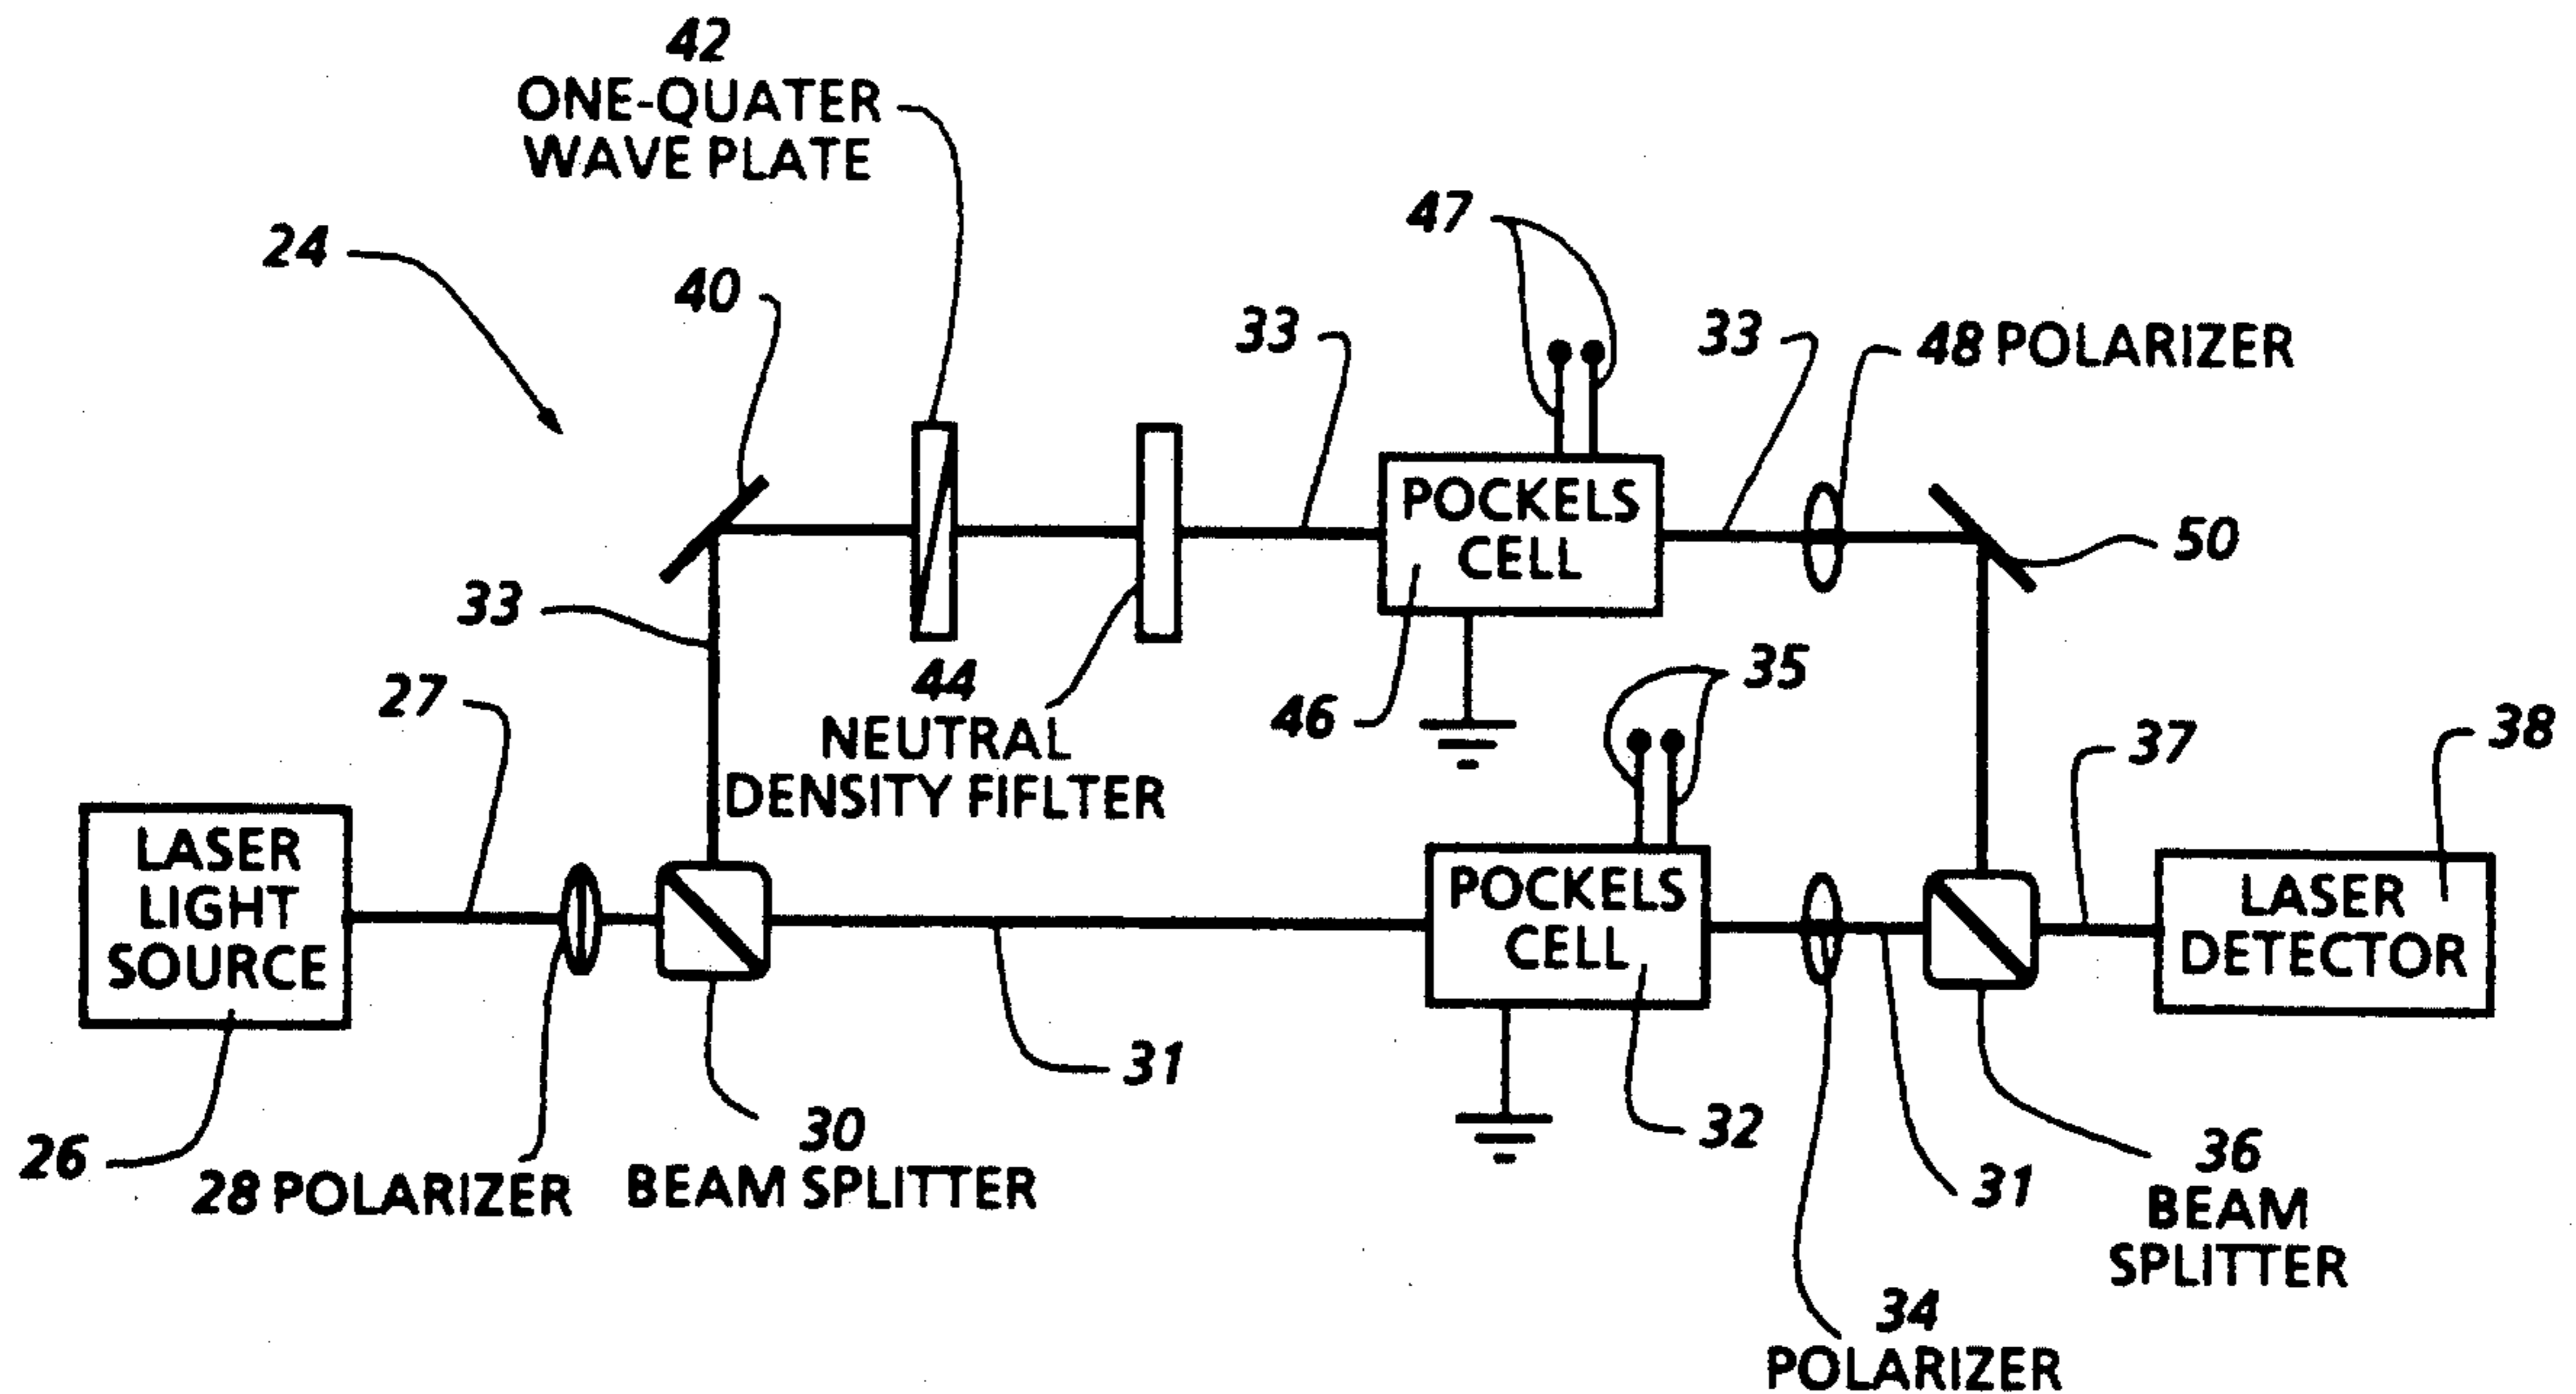 42
ONE-QUATER
WAVE PLATE
24
40
47
33
33
48 POLARIZER
50
33
27
44
NEUTRAL
DENSITY FIFLTER
POCKELS
CELL
46
35
37
38
LASER
LIGHT
SOURCE
POCKELS
CELL
LASER
DETECTOR
26
28 POLARIZER
30
BEAM SPLITTER
31
32
31
36
BEAM
SPLITTER
34
POLARIZER